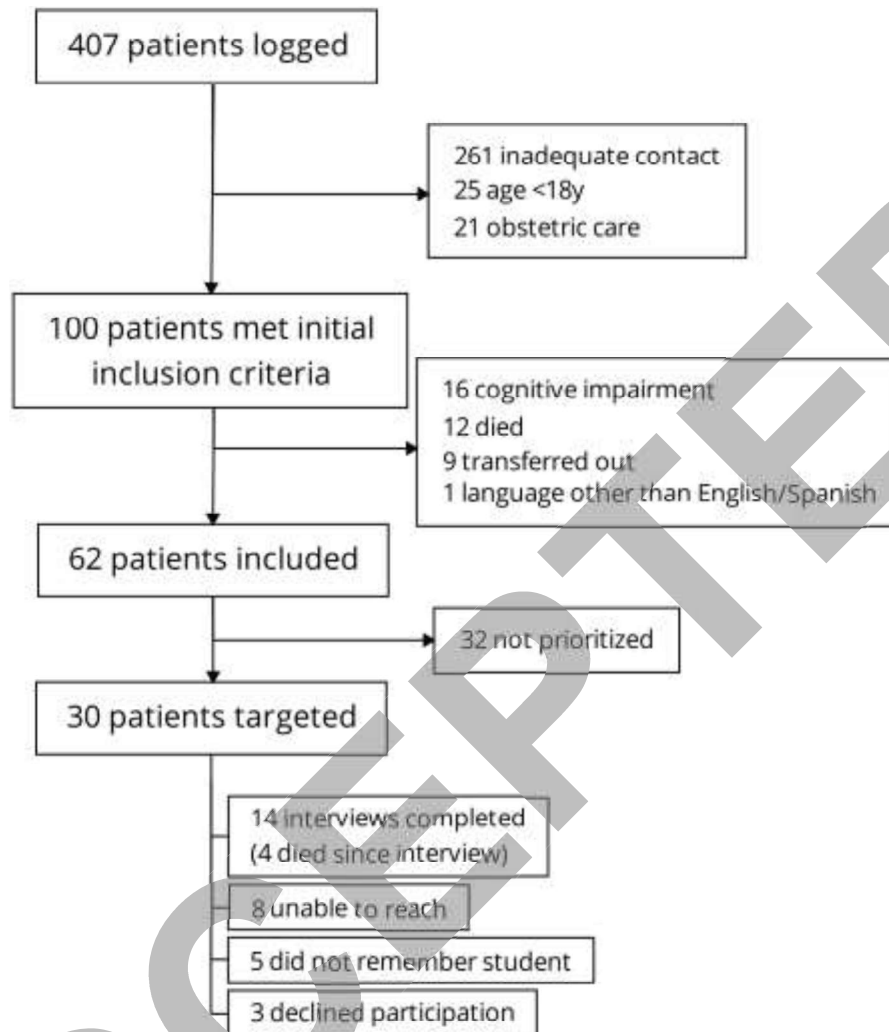 407 patients logged
261 inadequate contact
25 age <18y
21 obstetric care
100 patients met initial
inclusion criteria
16 cognitive impairment
12 died
9 transferred out
1 language other than English/Spanish
62 patients included
32 not prioritized
30 patients targeted
14 interviews completed
(4 died since interview)
8 unable to reach
5 did not remember student
3 declined participation
CCEPTE